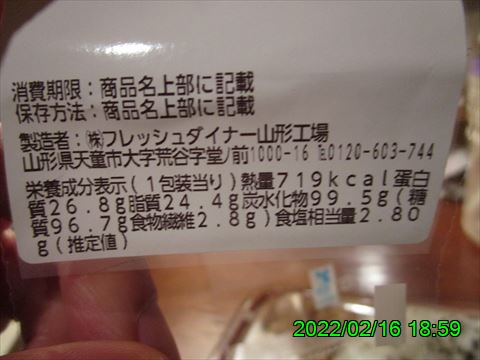 消費期限：商品名上部に記載
保存方法：商品名上部に記載
製造者：㈱フレッシュダイナー山形工場
山形県天童市大字荒谷字堂ノ前1000-16 ℡0120-603-744
栄養成分表示（1包装当り）熱量719kcal蛋白
質26.8g脂質24.4g炭水化物99.5g（糖
質96.7g食物繊維2.8g）食塩相当量2.80
g（推定値）
2022/02/16 18:59